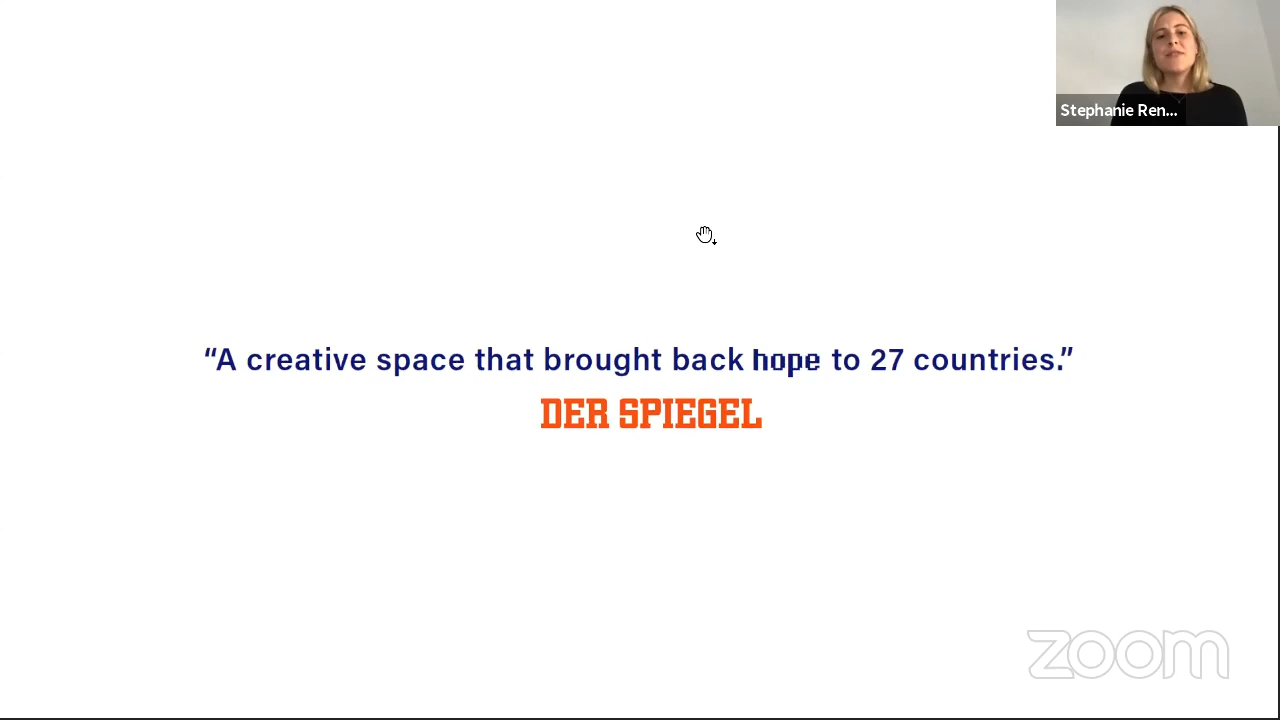 Stephanie Ren...
“A creative space that brought back hope to 27 countries.”
DER SPIEGEL
zoom